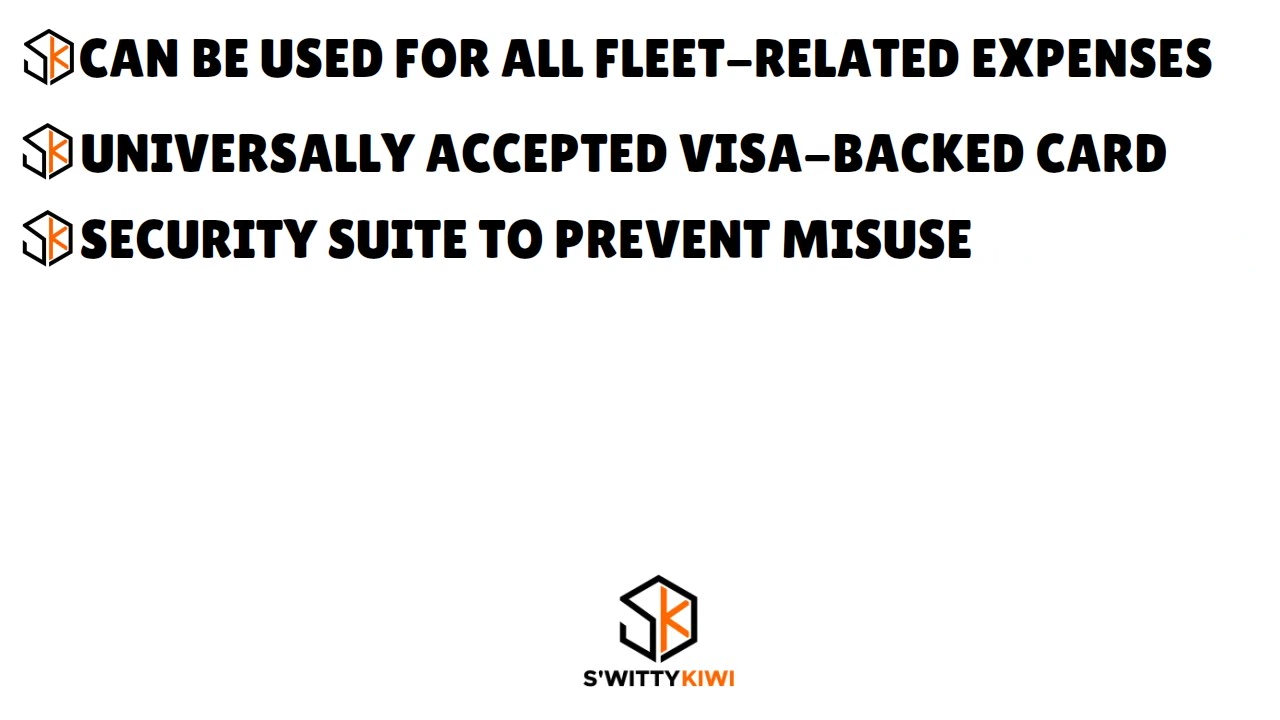 CAN BE USED FOR ALL FLEET-RELATED EXPENSES
UNIVERSALLY ACCEPTED VISA-BACKED CARD
SECURITY SUITE TO PREVENT MISUSE
S'WITTYKIWI